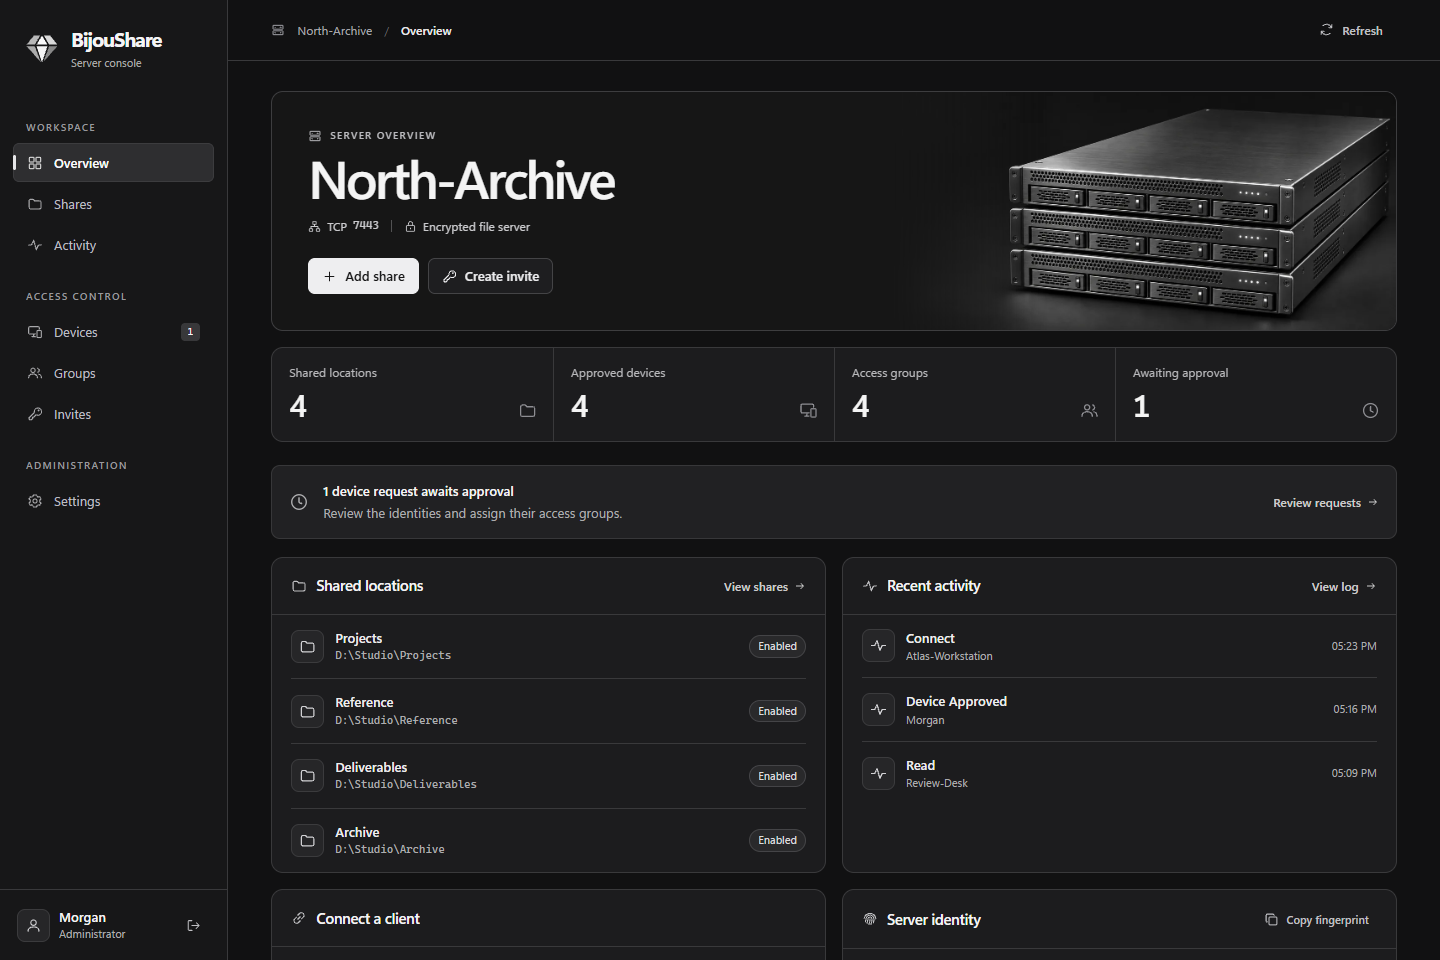 BijouShare
Server console
WORKSPACE
Overview
Shares
Activity
ACCESS CONTROL
Devices 1
Groups
Invites
ADMINISTRATION
Settings
Morgan
Administrator
North-Archive / Overview
Refresh
SERVER OVERVIEW
North-Archive
TCP 7443 | Encrypted file server
+ Add share
Create invite
Shared locations
4
Approved devices
4
Access groups
4
Awaiting approval
1
1 device request awaits approval
Review the identities and assign their access groups.
Review requests →
Shared locations
View shares →
Projects
D:\Studio\Projects
Enabled
Reference
D:\Studio\Reference
Enabled
Deliverables
D:\Studio\Deliverables
Enabled
Archive
D:\Studio\Archive
Enabled
Recent activity
View log →
Connect
Atlas-Workstation
05:23 PM
Device Approved
Morgan
05:16 PM
Read
Review-Desk
05:09 PM
Connect a client
Server identity
Copy fingerprint